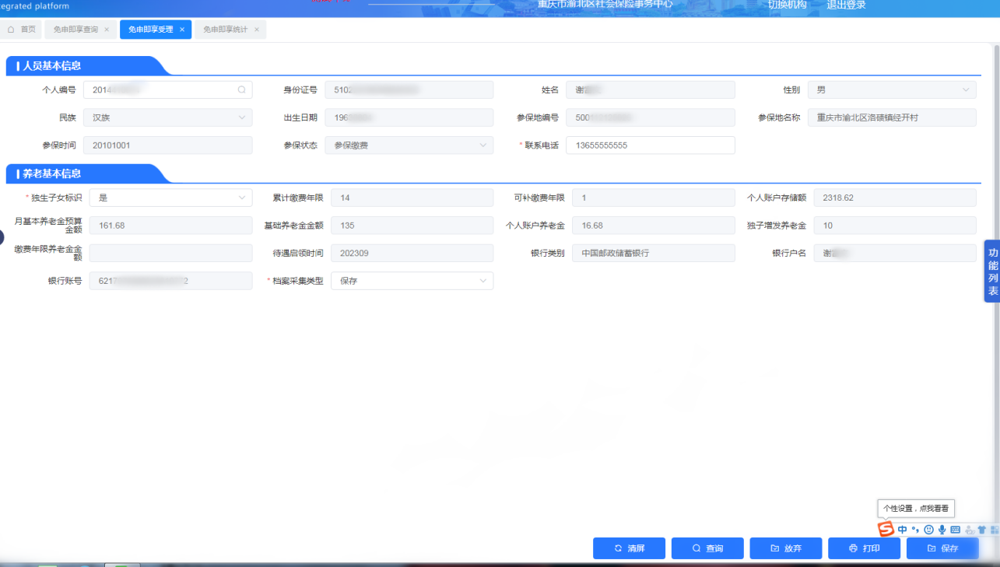 tegrated platform
重庆市渝北区社会保险事务中心 切换机构 退出登录
首页 免申即享查询 × 免申即享受理 × 免申即享统计 ×
人员基本信息
个人编号 2014 身份证号 510 姓名 谢 性别 男
民族 汉族 出生日期 196 参保地编号 500 参保地名称 重庆市渝北区洛碛镇经开村
参保时间 20101001 参保状态 参保缴费 * 联系电话 13655555555
养老基本信息
* 独生子女标识 是 累计缴费年限 14 可补缴费年限 1 个人账户存储额 2318.62
月基本养老金预算金额 161.68 基础养老金金额 135 个人账户养老金 16.68 独子增发养老金 10
缴费年限养老金金额 待遇启领时间 202309 银行类别 中国邮政储蓄银行 银行户名 谢
银行账号 621 2 * 档案采集类型 保存
功能列表
个性设置，点我看看
S 中
清屏 查询 放弃 打印 保存